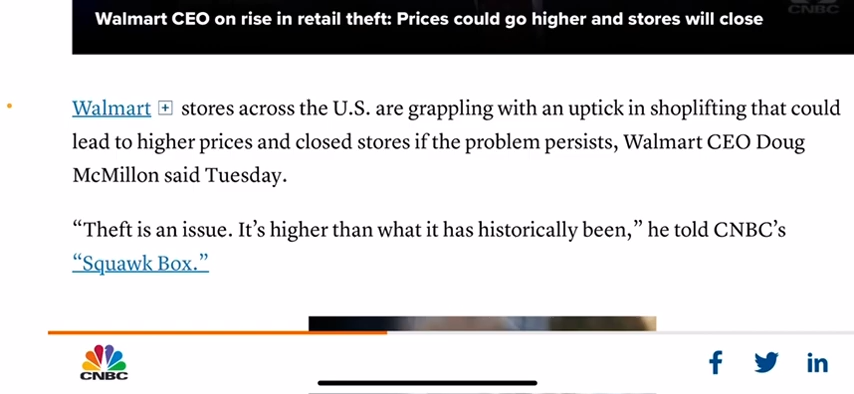 CNBC
Walmart CEO on rise in retail theft: Prices could go higher and stores will close
Walmart + stores across the U.S. are grappling with an uptick in shoplifting that could
lead to higher prices and closed stores if the problem persists, Walmart CEO Doug
McMillon said Tuesday.
“Theft is an issue. It’s higher than what it has historically been,” he told CNBC’s
“Squawk Box.”
CNBC
f in